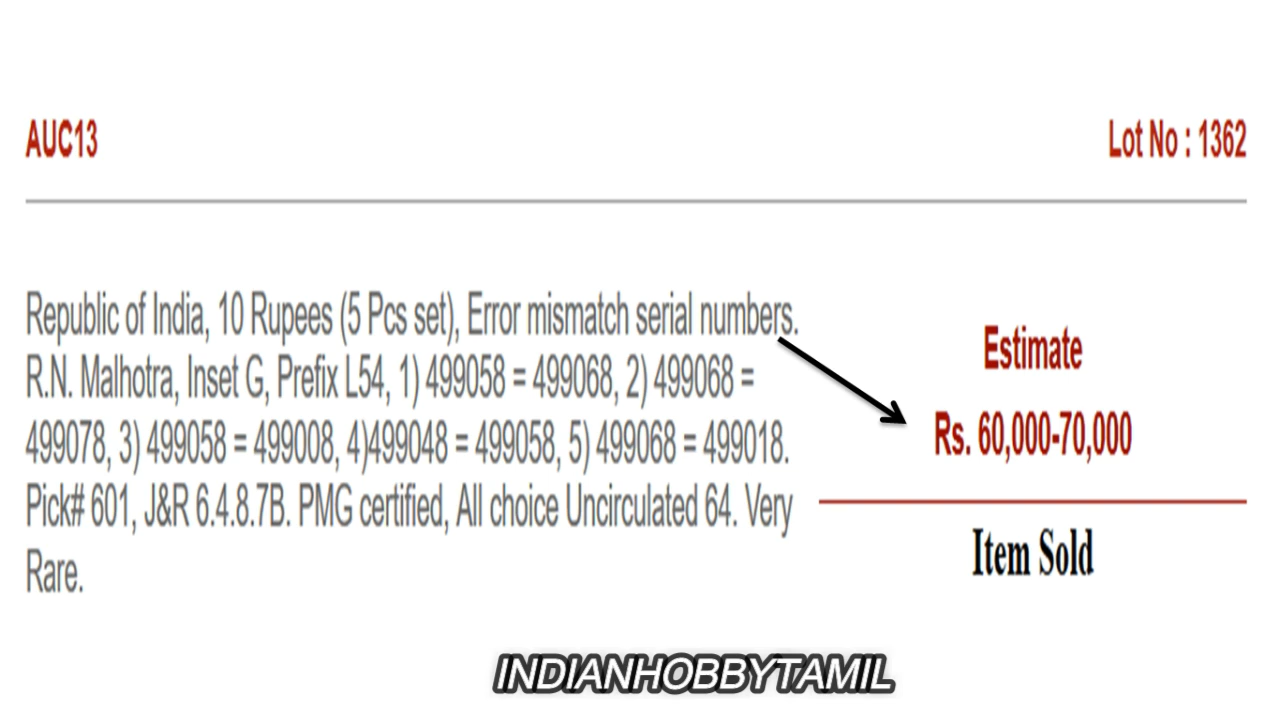 AUC13
Lot No : 1362
Republic of India, 10 Rupees (5 Pcs set), Error mismatch serial numbers.
R.N. Malhotra, Inset G, Prefix L54, 1) 499058 = 499068, 2) 499068 =
499078, 3) 499058 = 499008, 4)499048 = 499058, 5) 499068 = 499018.
Pick# 601, J&R 6.4.8.7B. PMG certified, All choice Uncirculated 64. Very
Rare.
Estimate
Rs. 60,000-70,000
Item Sold
INDIANHOBBYTAMIL